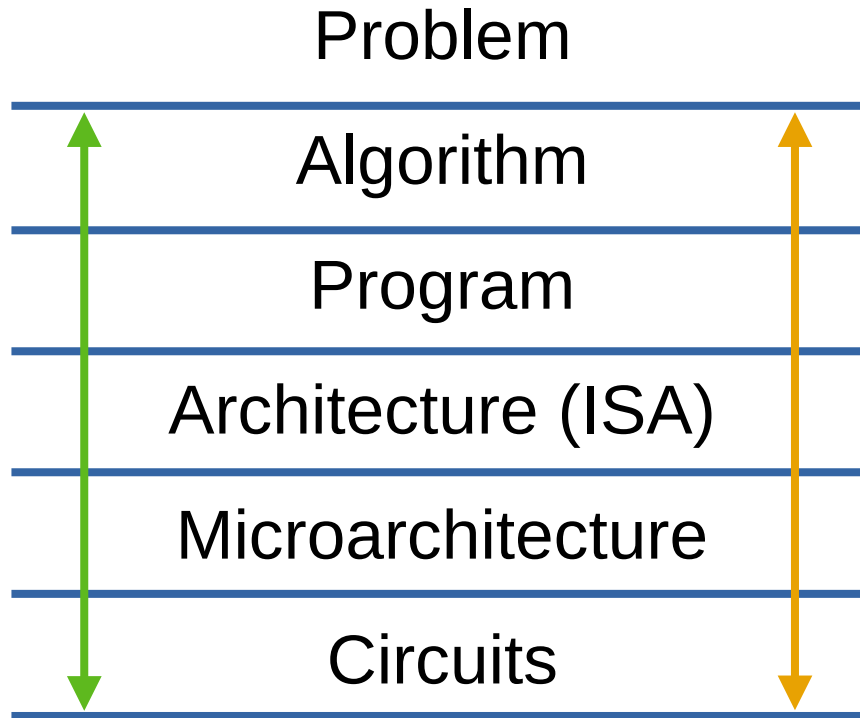 Problem
Algorithm
Program
Architecture (ISA)
Microarchitecture
Circuits